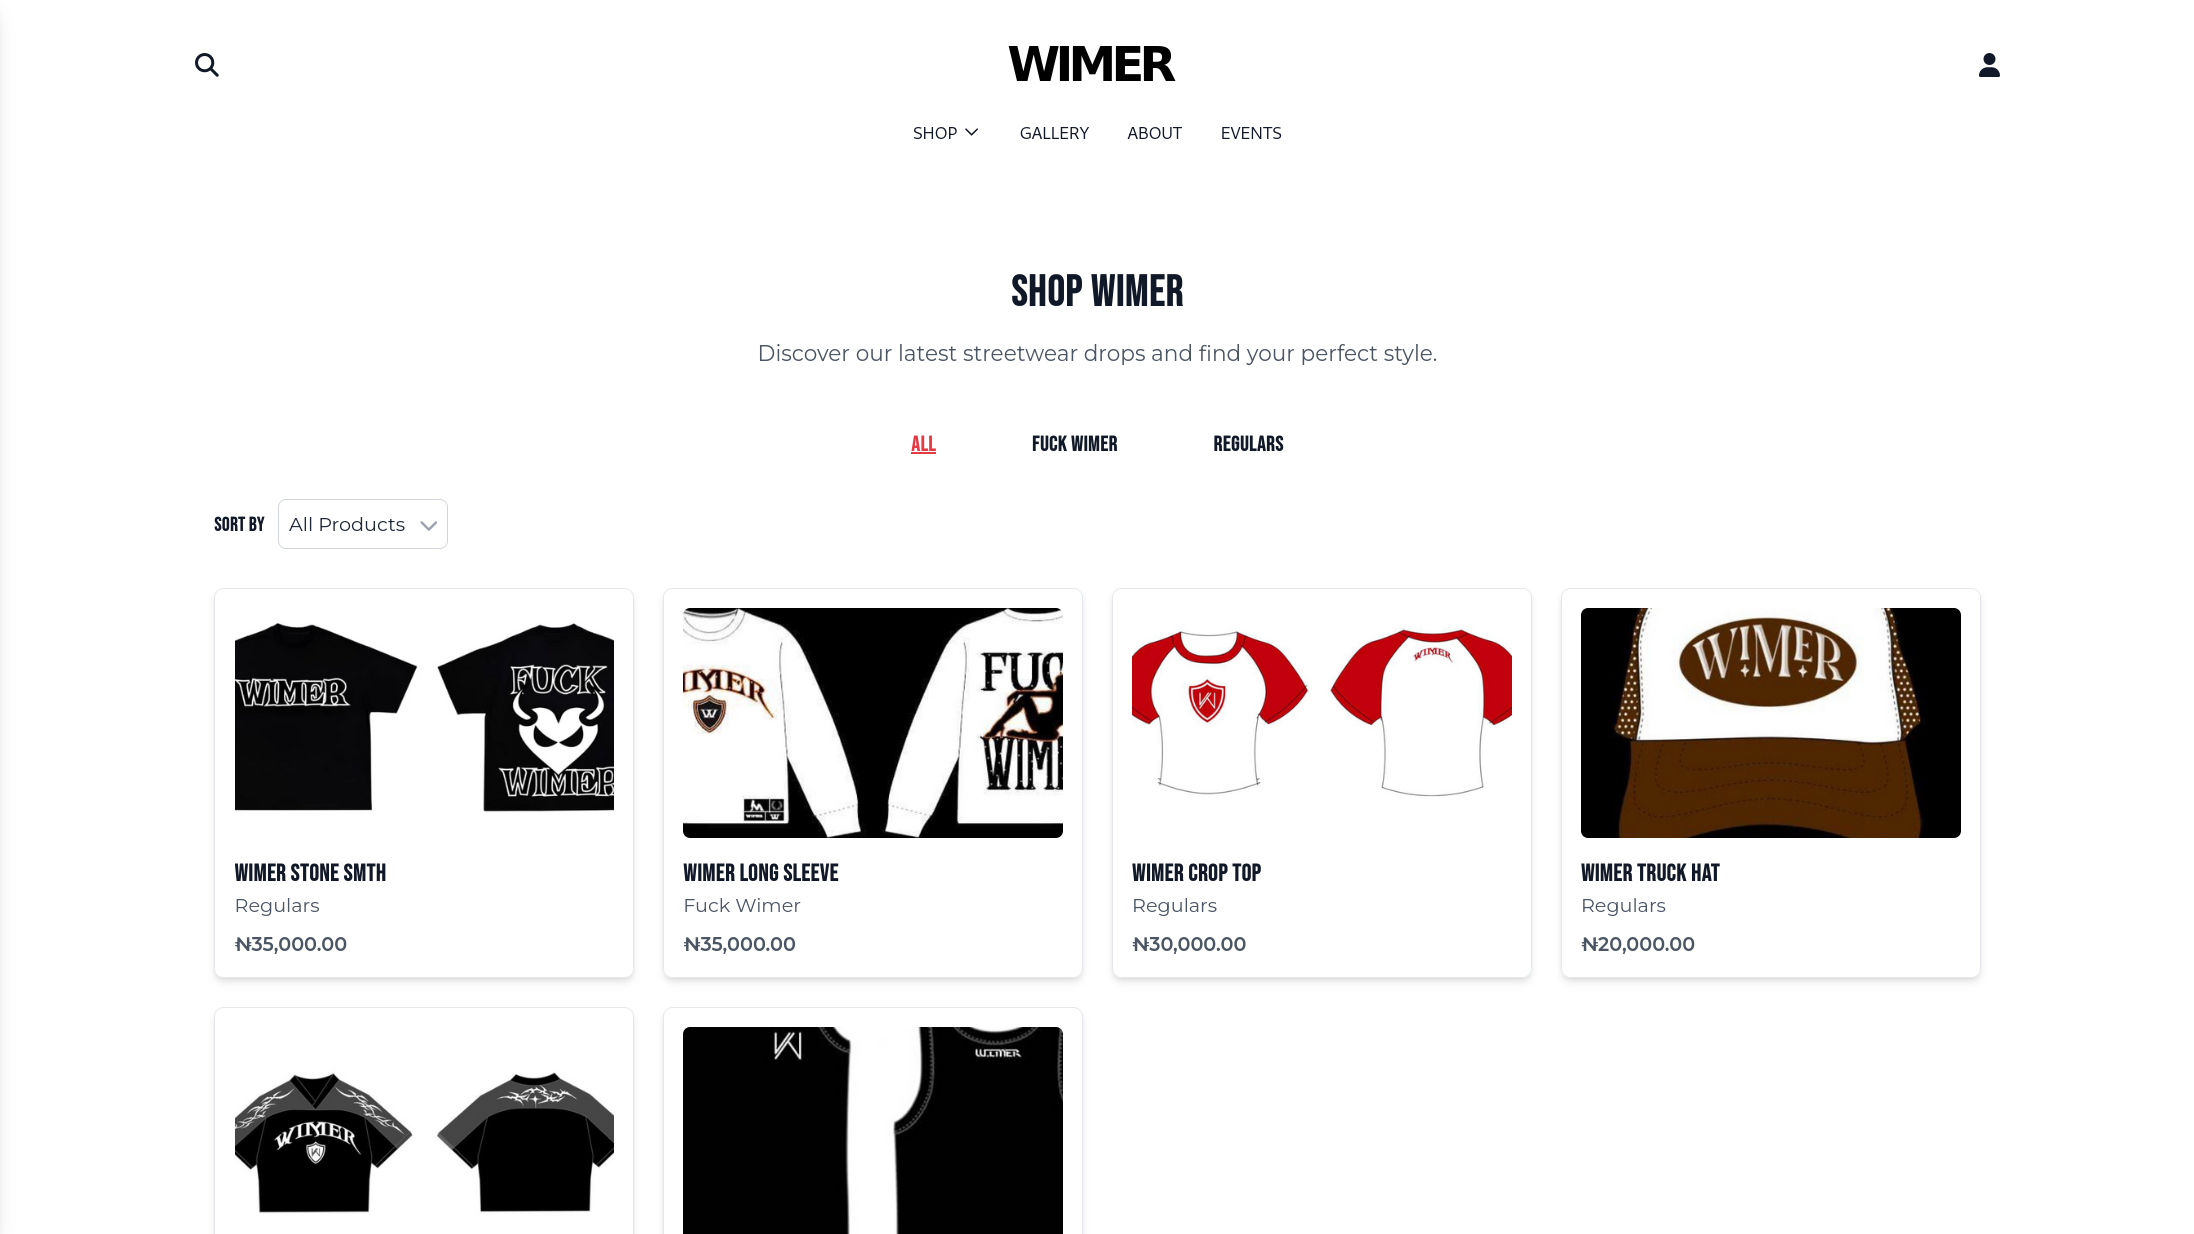 WIMER
SHOP GALLERY ABOUT EVENTS
SHOP WIMER
Discover our latest streetwear drops and find your perfect style.
ALL FUCK WIMER REGULARS
SORT BY All Products
WIMER
FUCK
WIMER
WIMER
W
FUC
WIM
WIMER
WIMER
WIMER STONE SMTH
Regulars
₦35,000.00
WIMER LONG SLEEVE
Fuck Wimer
₦35,000.00
WIMER CROP TOP
Regulars
₦30,000.00
WIMER TRUCK HAT
Regulars
₦20,000.00
WIMER
WIMER